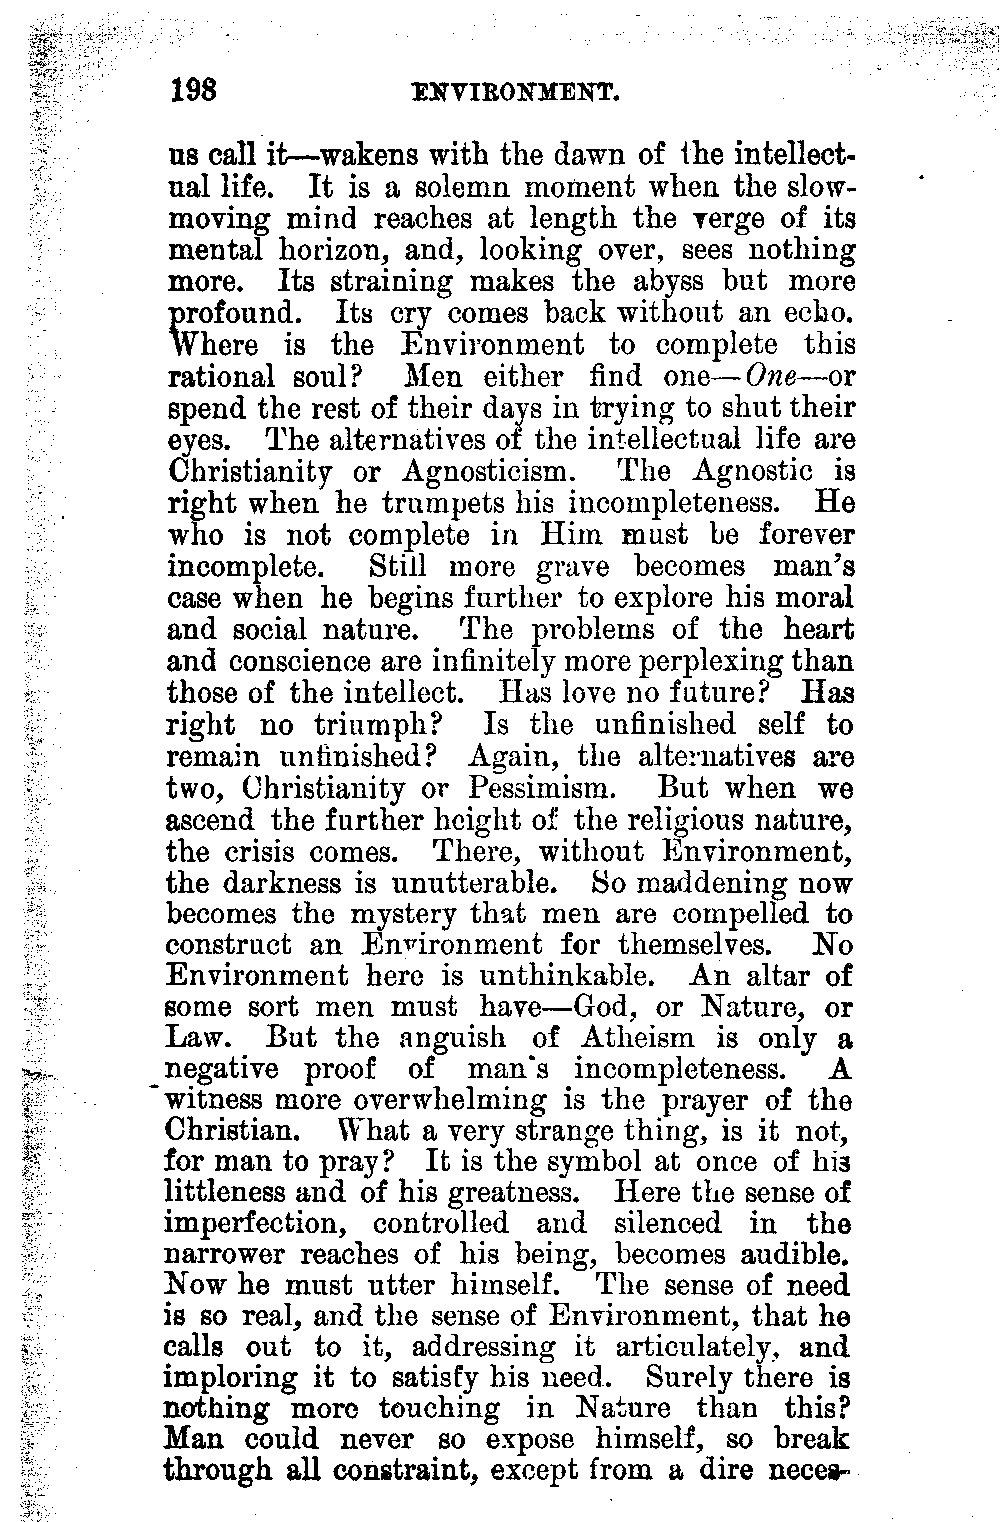 198 ENVIRONMENT.
us call it—wakens with the dawn of the intellect-
ual life. It is a solemn moment when the slow-
moving mind reaches at length the verge of its
mental horizon, and, looking over, sees nothing
more. Its straining makes the abyss but more
profound. Its cry comes back without an echo.
Where is the Environment to complete this
rational soul? Men either find one—One—or
spend the rest of their days in trying to shut their
eyes. The alternatives of the intellectual life are
Christianity or Agnosticism. The Agnostic is
right when he trumpets his incompleteness. He
who is not complete in Him must be forever
incomplete. Still more grave becomes man's
case when he begins further to explore his moral
and social nature. The problems of the heart
and conscience are infinitely more perplexing than
those of the intellect. Has love no future? Has
right no triumph? Is the unfinished self to
remain unfinished? Again, the alternatives are
two, Christianity or Pessimism. But when we
ascend the further height of the religious nature,
the crisis comes. There, without Environment,
the darkness is unutterable. So maddening now
becomes the mystery that men are compelled to
construct an Environment for themselves. No
Environment here is unthinkable. An altar of
some sort men must have—God, or Nature, or
Law. But the anguish of Atheism is only a
negative proof of man's incompleteness. A
witness more overwhelming is the prayer of the
Christian. What a very strange thing, is it not,
for man to pray? It is the symbol at once of his
littleness and of his greatness. Here the sense of
imperfection, controlled and silenced in the
narrower reaches of his being, becomes audible.
Now he must utter himself. The sense of need
is so real, and the sense of Environment, that he
calls out to it, addressing it articulately, and
imploring it to satisfy his need. Surely there is
nothing more touching in Nature than this?
Man could never so expose himself, so break
through all constraint, except from a dire neces-